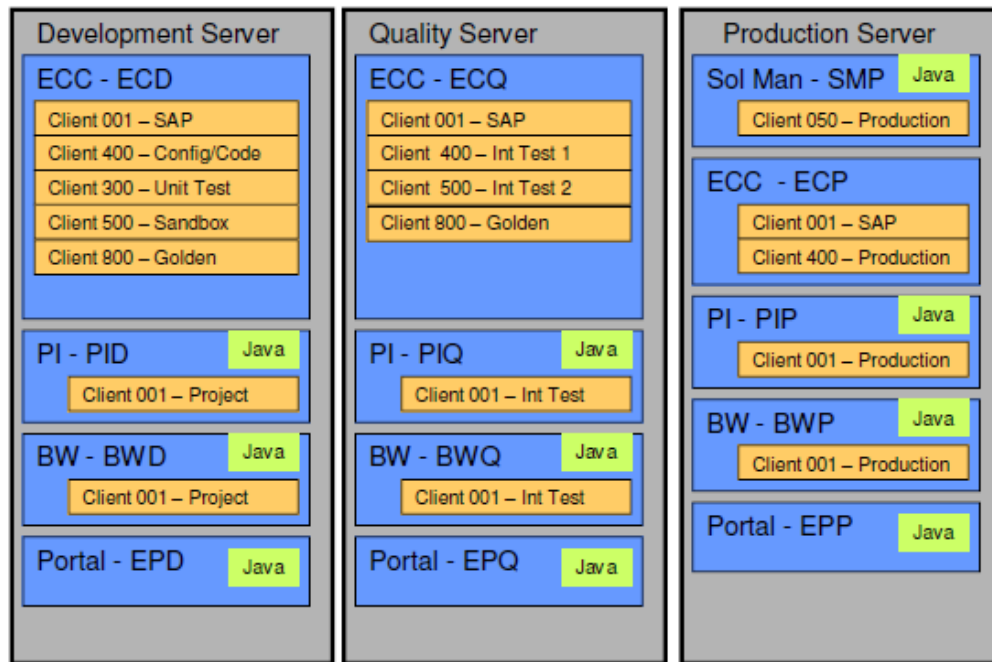 Development Server
ECC - ECD
Client 001 – SAP
Client 400 – Config/Code
Client 300 – Unit Test
Client 500 – Sandbox
Client 800 – Golden
PI - PID
Java
Client 001 – Project
BW - BWD
Java
Client 001 – Project
Portal - EPD
Java
Quality Server
ECC - ECQ
Client 001 – SAP
Client 400 – Int Test 1
Client 500 – Int Test 2
Client 800 – Golden
PI - PIQ
Java
Client 001 – Int Test
BW - BWQ
Java
Client 001 – Int Test
Portal - EPQ
Java
Production Server
Sol Man - SMP
Java
Client 050 – Production
ECC - ECP
Client 001 – SAP
Client 400 – Production
PI - PIP
Java
Client 001 – Production
BW - BWP
Java
Client 001 – Production
Portal - EPP
Java